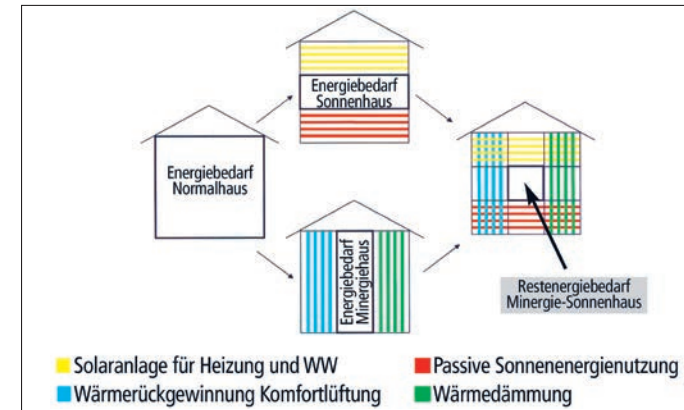 Energiebedarf
Sonnenhaus
Energiebedarf
Normalhaus
Energiebedarf
Minergiehaus
Restenergiebedarf
Minergie-Sonnenhaus
Solaranlage für Heizung und WW
Passive Sonnenenergienutzung
Wärmerückgewinnung Komfortlüftung
Wärmedämmung